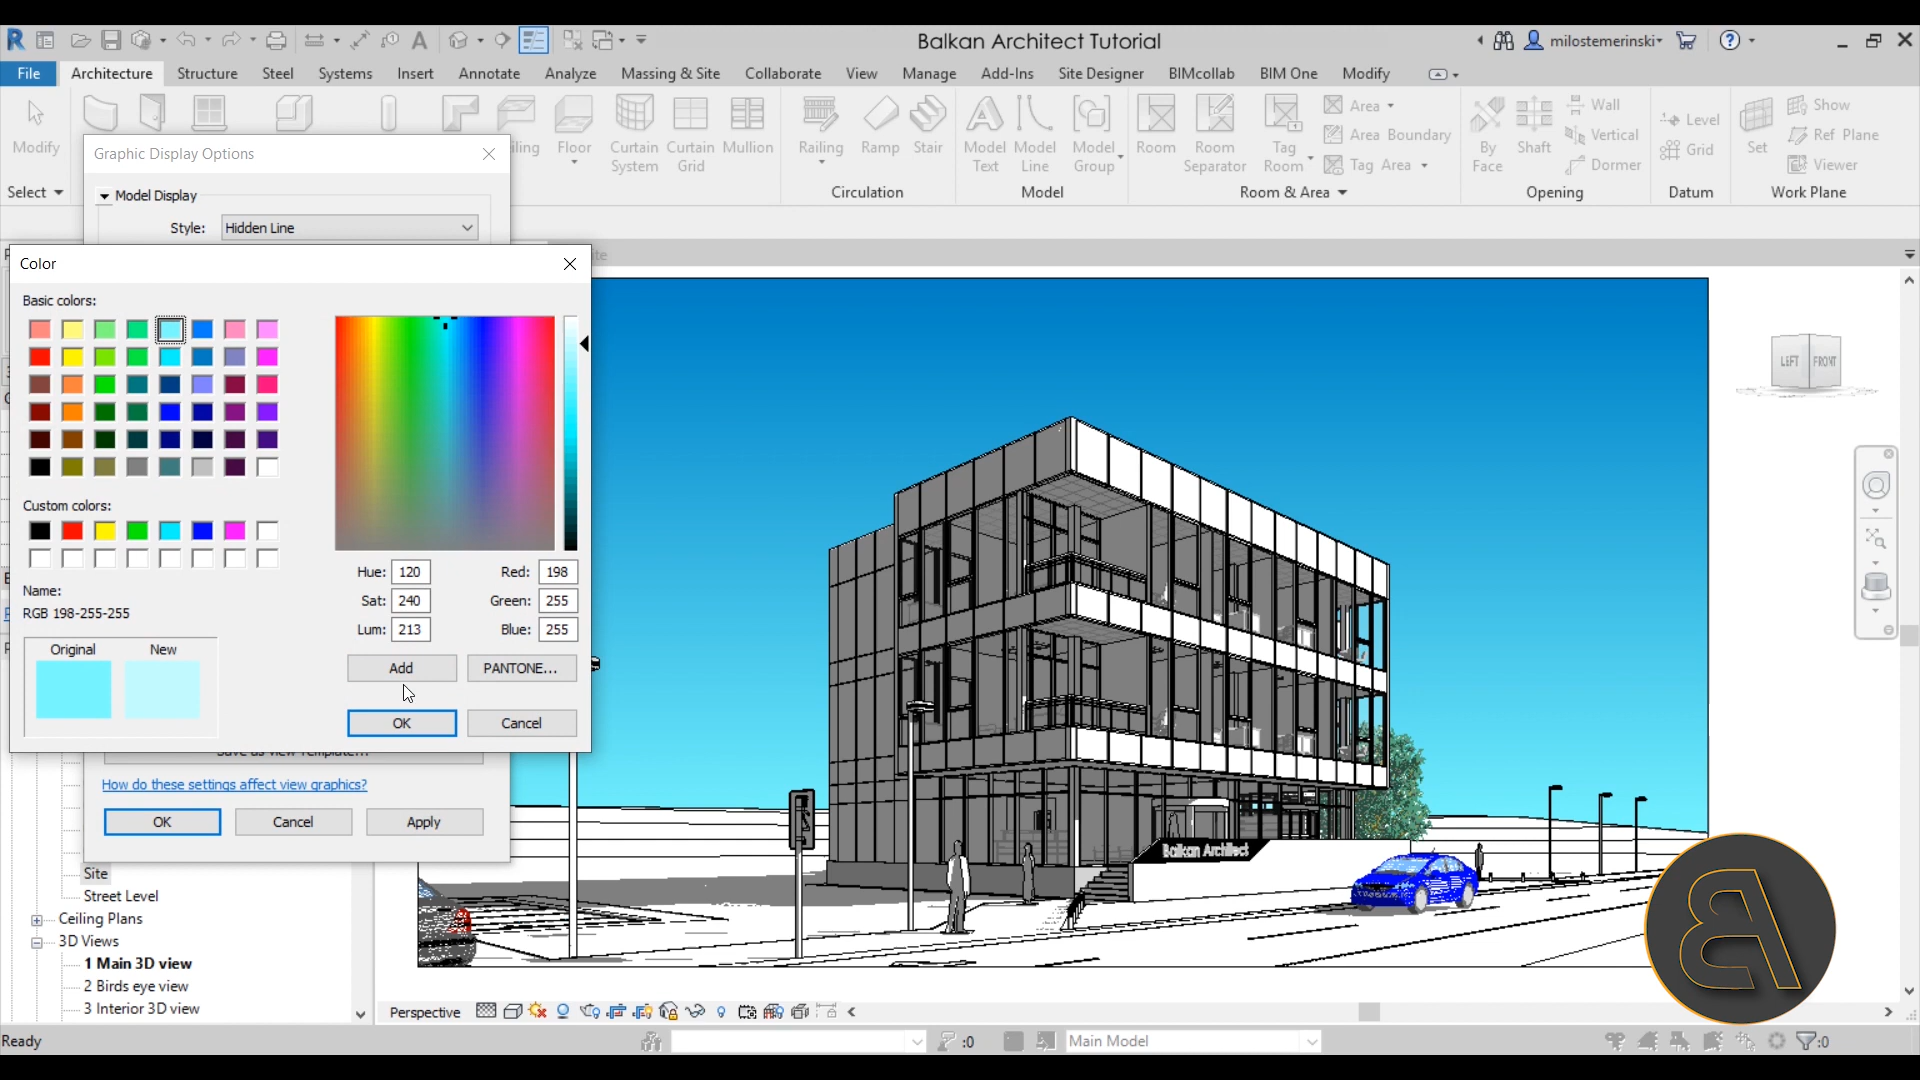 Balkan Architect Tutorial
milostemerinski
File Architecture Structure Steel Systems Insert Annotate Analyze Massing & Site Collaborate View Manage Add-Ins Site Designer BIMcollab BIM One Modify
Modify
Select
Floor
Curtain System
Curtain Grid
Mullion
Railing
Ramp
Stair
Circulation
Model Text
Model Line
Model Group
Model
Room
Room Separator
Tag Room
Area
Area Boundary
Tag Area
Room & Area
By Face
Shaft
Wall
Vertical
Dormer
Opening
Level
Grid
Datum
Set
Show
Ref Plane
Viewer
Work Plane
Graphic Display Options
Model Display
Style: Hidden Line
Color
Basic colors:
Custom colors:
Name:
RGB 198-255-255
Original New
Hue: 120 Red: 198
Sat: 240 Green: 255
Lum: 213 Blue: 255
Add PANTONE...
OK Cancel
Save as View Template...
How do these settings affect view graphics?
OK Cancel Apply
Site
Street Level
Ceiling Plans
3D Views
1 Main 3D view
2 Birds eye view
3 Interior 3D view
LEFT FRONT
Balkan Architect
Perspective
Ready
:0
Main Model
:0